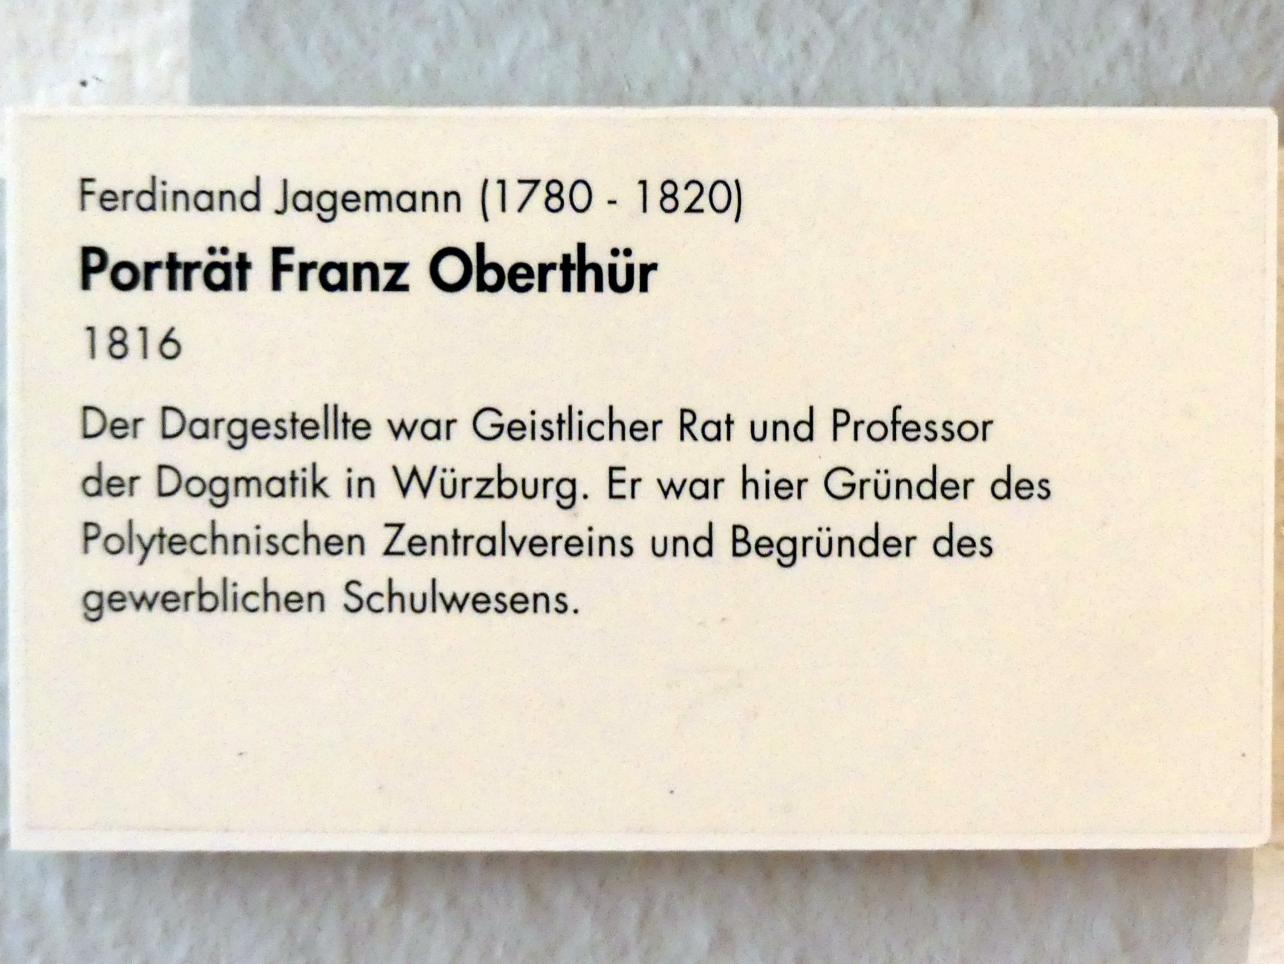 Ferdinand Jagemann (1780 - 1820)
Porträt Franz Oberthür
1816
Der Dargestellte war Geistlicher Rat und Professor
der Dogmatik in Würzburg. Er war hier Gründer des
Polytechnischen Zentralvereins und Begründer des
gewerblichen Schulwesens.